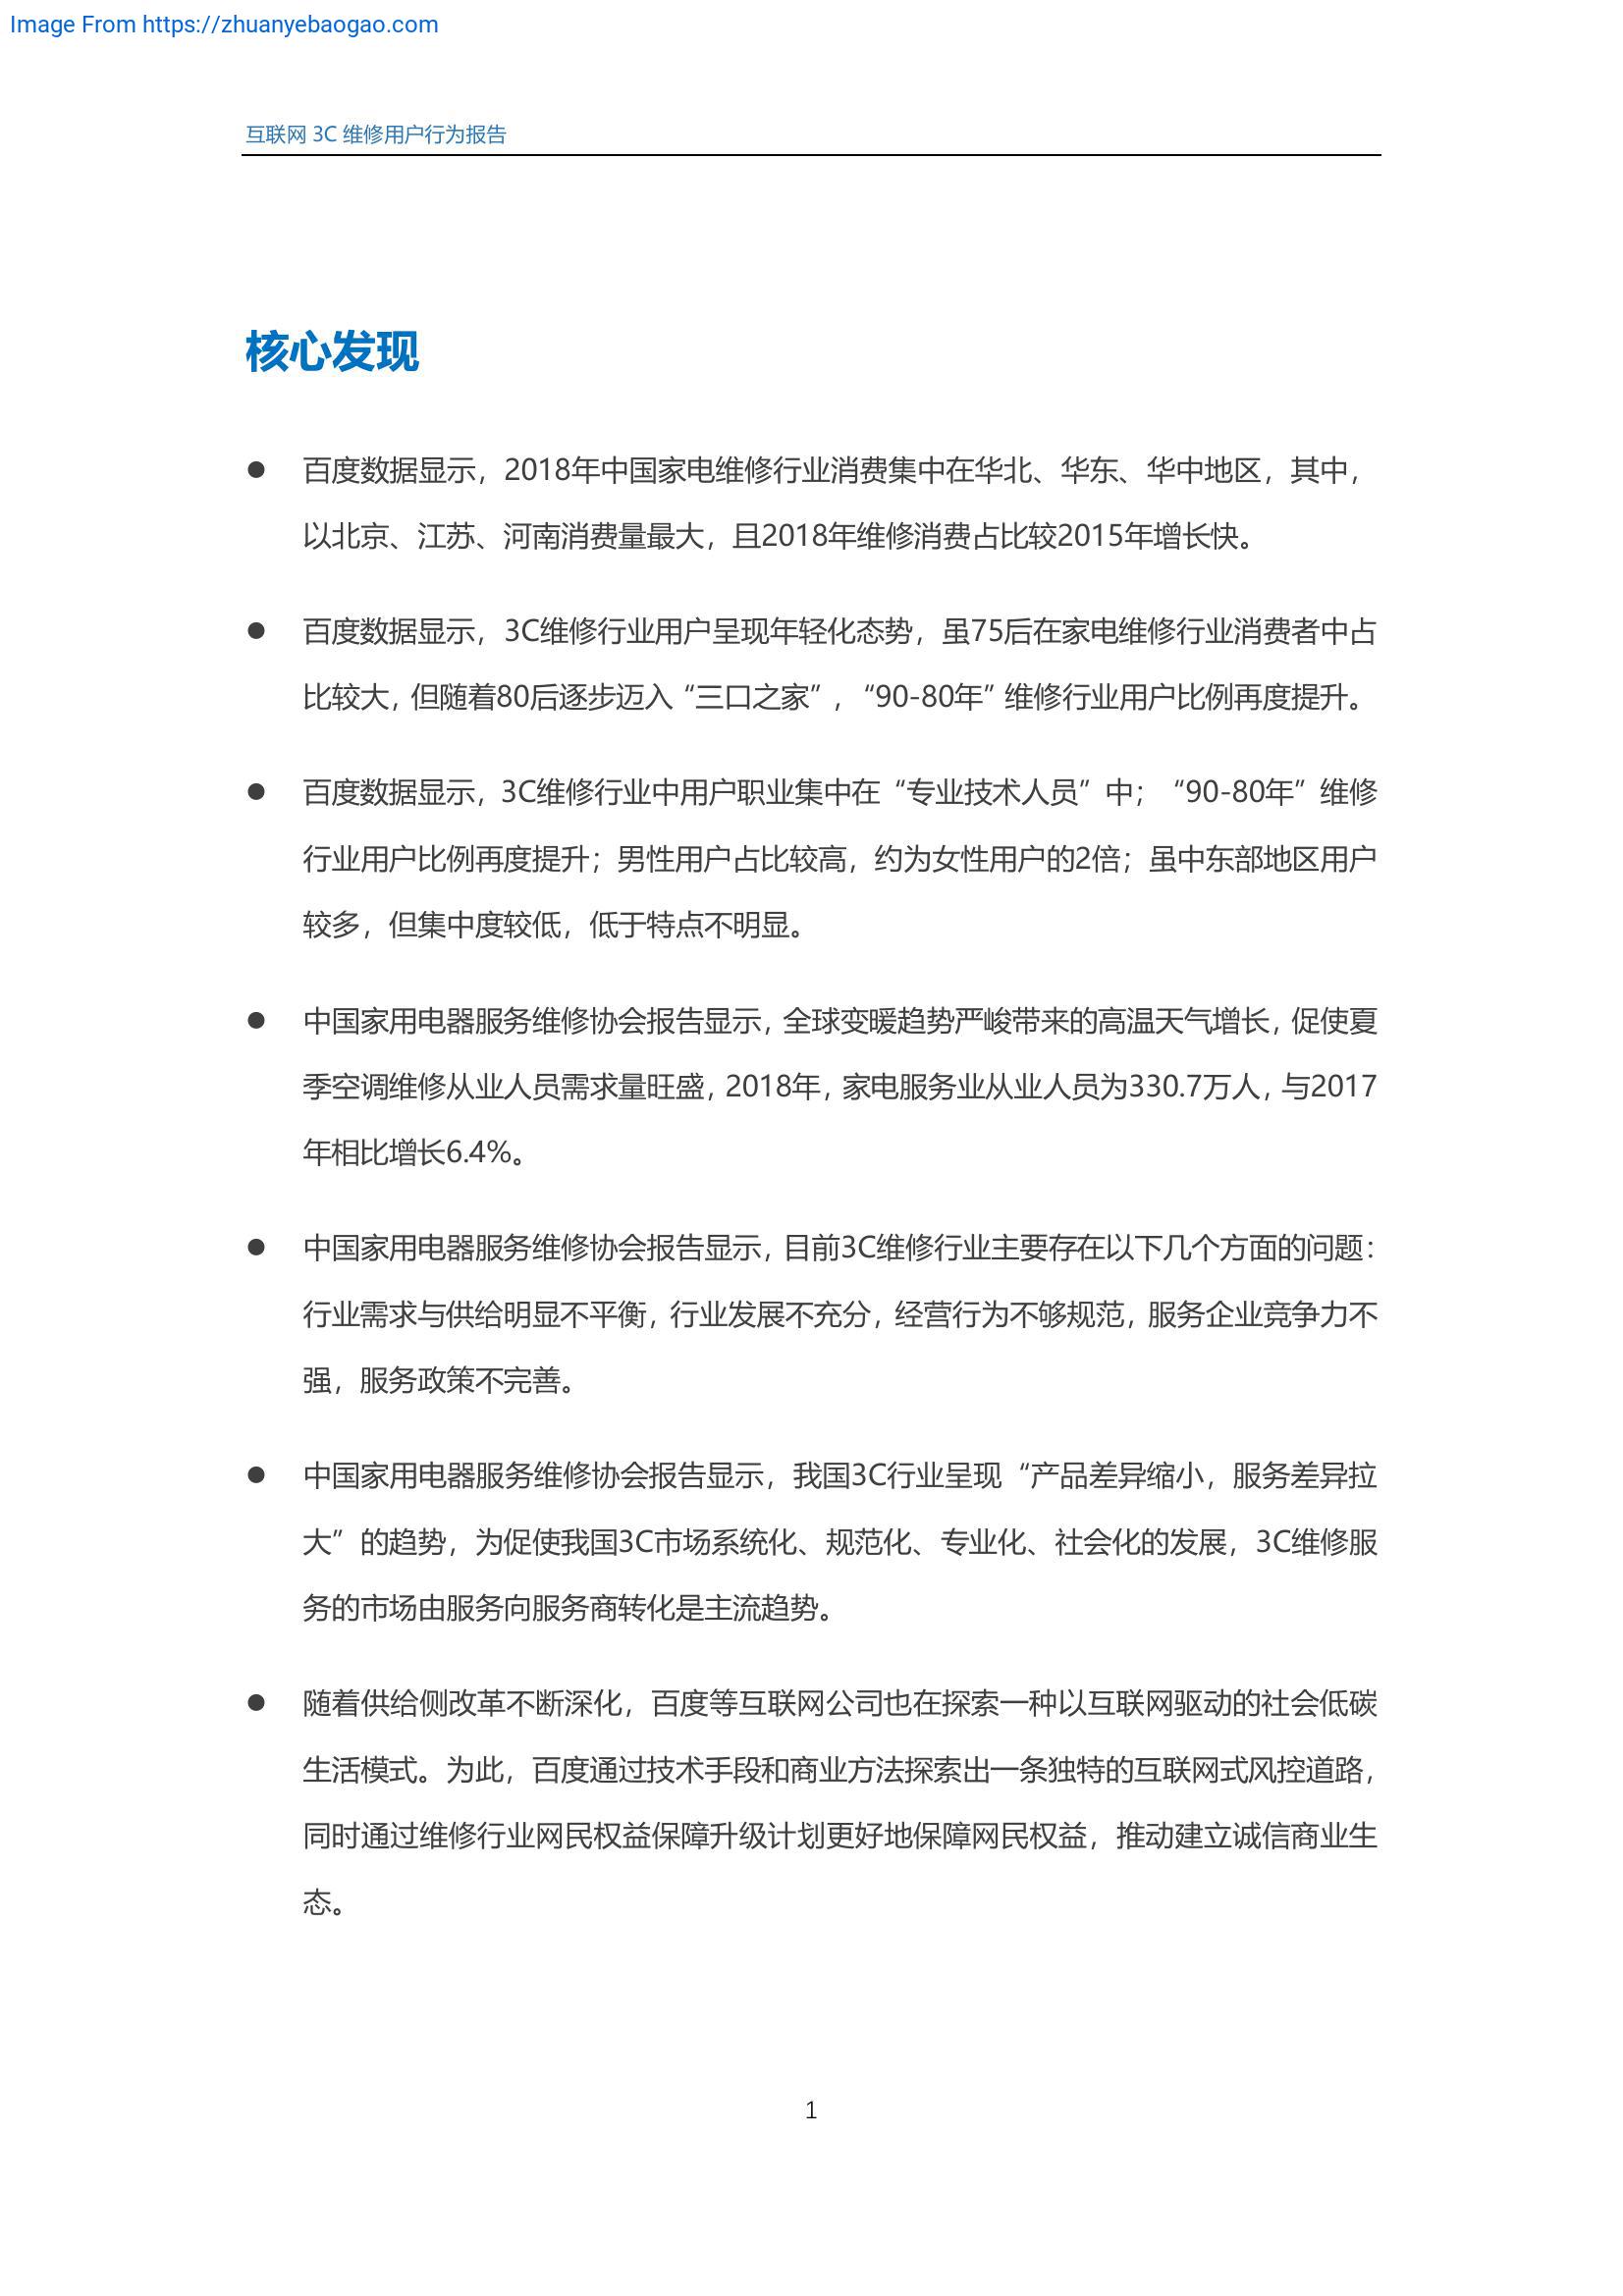 Image From https://zhuanyebaogao.com
互联网 3C 维修用户行为报告
核心发现
● 百度数据显示，2018年中国家电维修行业消费集中在华北、华东、华中地区，其中，
以北京、江苏、河南消费量最大，且2018年维修消费占比较2015年增长快。
● 百度数据显示，3C维修行业用户呈现年轻化态势，虽75后在家电维修行业消费者中占
比较大，但随着80后逐步迈入“三口之家”，“90-80年”维修行业用户比例再度提升。
● 百度数据显示，3C维修行业中用户职业集中在“专业技术人员”中；“90-80年”维修
行业用户比例再度提升；男性用户占比较高，约为女性用户的2倍；虽中东部地区用户
较多，但集中度较低，低于特点不明显。
● 中国家用电器服务维修协会报告显示，全球变暖趋势严峻带来的高温天气增长，促使夏
季空调维修从业人员需求量旺盛，2018年，家电服务业从业人员为330.7万人，与2017
年相比增长6.4%。
● 中国家用电器服务维修协会报告显示，目前3C维修行业主要存在以下几个方面的问题：
行业需求与供给明显不平衡，行业发展不充分，经营行为不够规范，服务企业竞争力不
强，服务政策不完善。
● 中国家用电器服务维修协会报告显示，我国3C行业呈现“产品差异缩小，服务差异拉
大”的趋势，为促使我国3C市场系统化、规范化、专业化、社会化的发展，3C维修服
务的市场由服务向服务商转化是主流趋势。
● 随着供给侧改革不断深化，百度等互联网公司也在探索一种以互联网驱动的社会低碳
生活模式。为此，百度通过技术手段和商业方法探索出一条独特的互联网式风控道路，
同时通过维修行业网民权益保障升级计划更好地保障网民权益，推动建立诚信商业生
态。
1